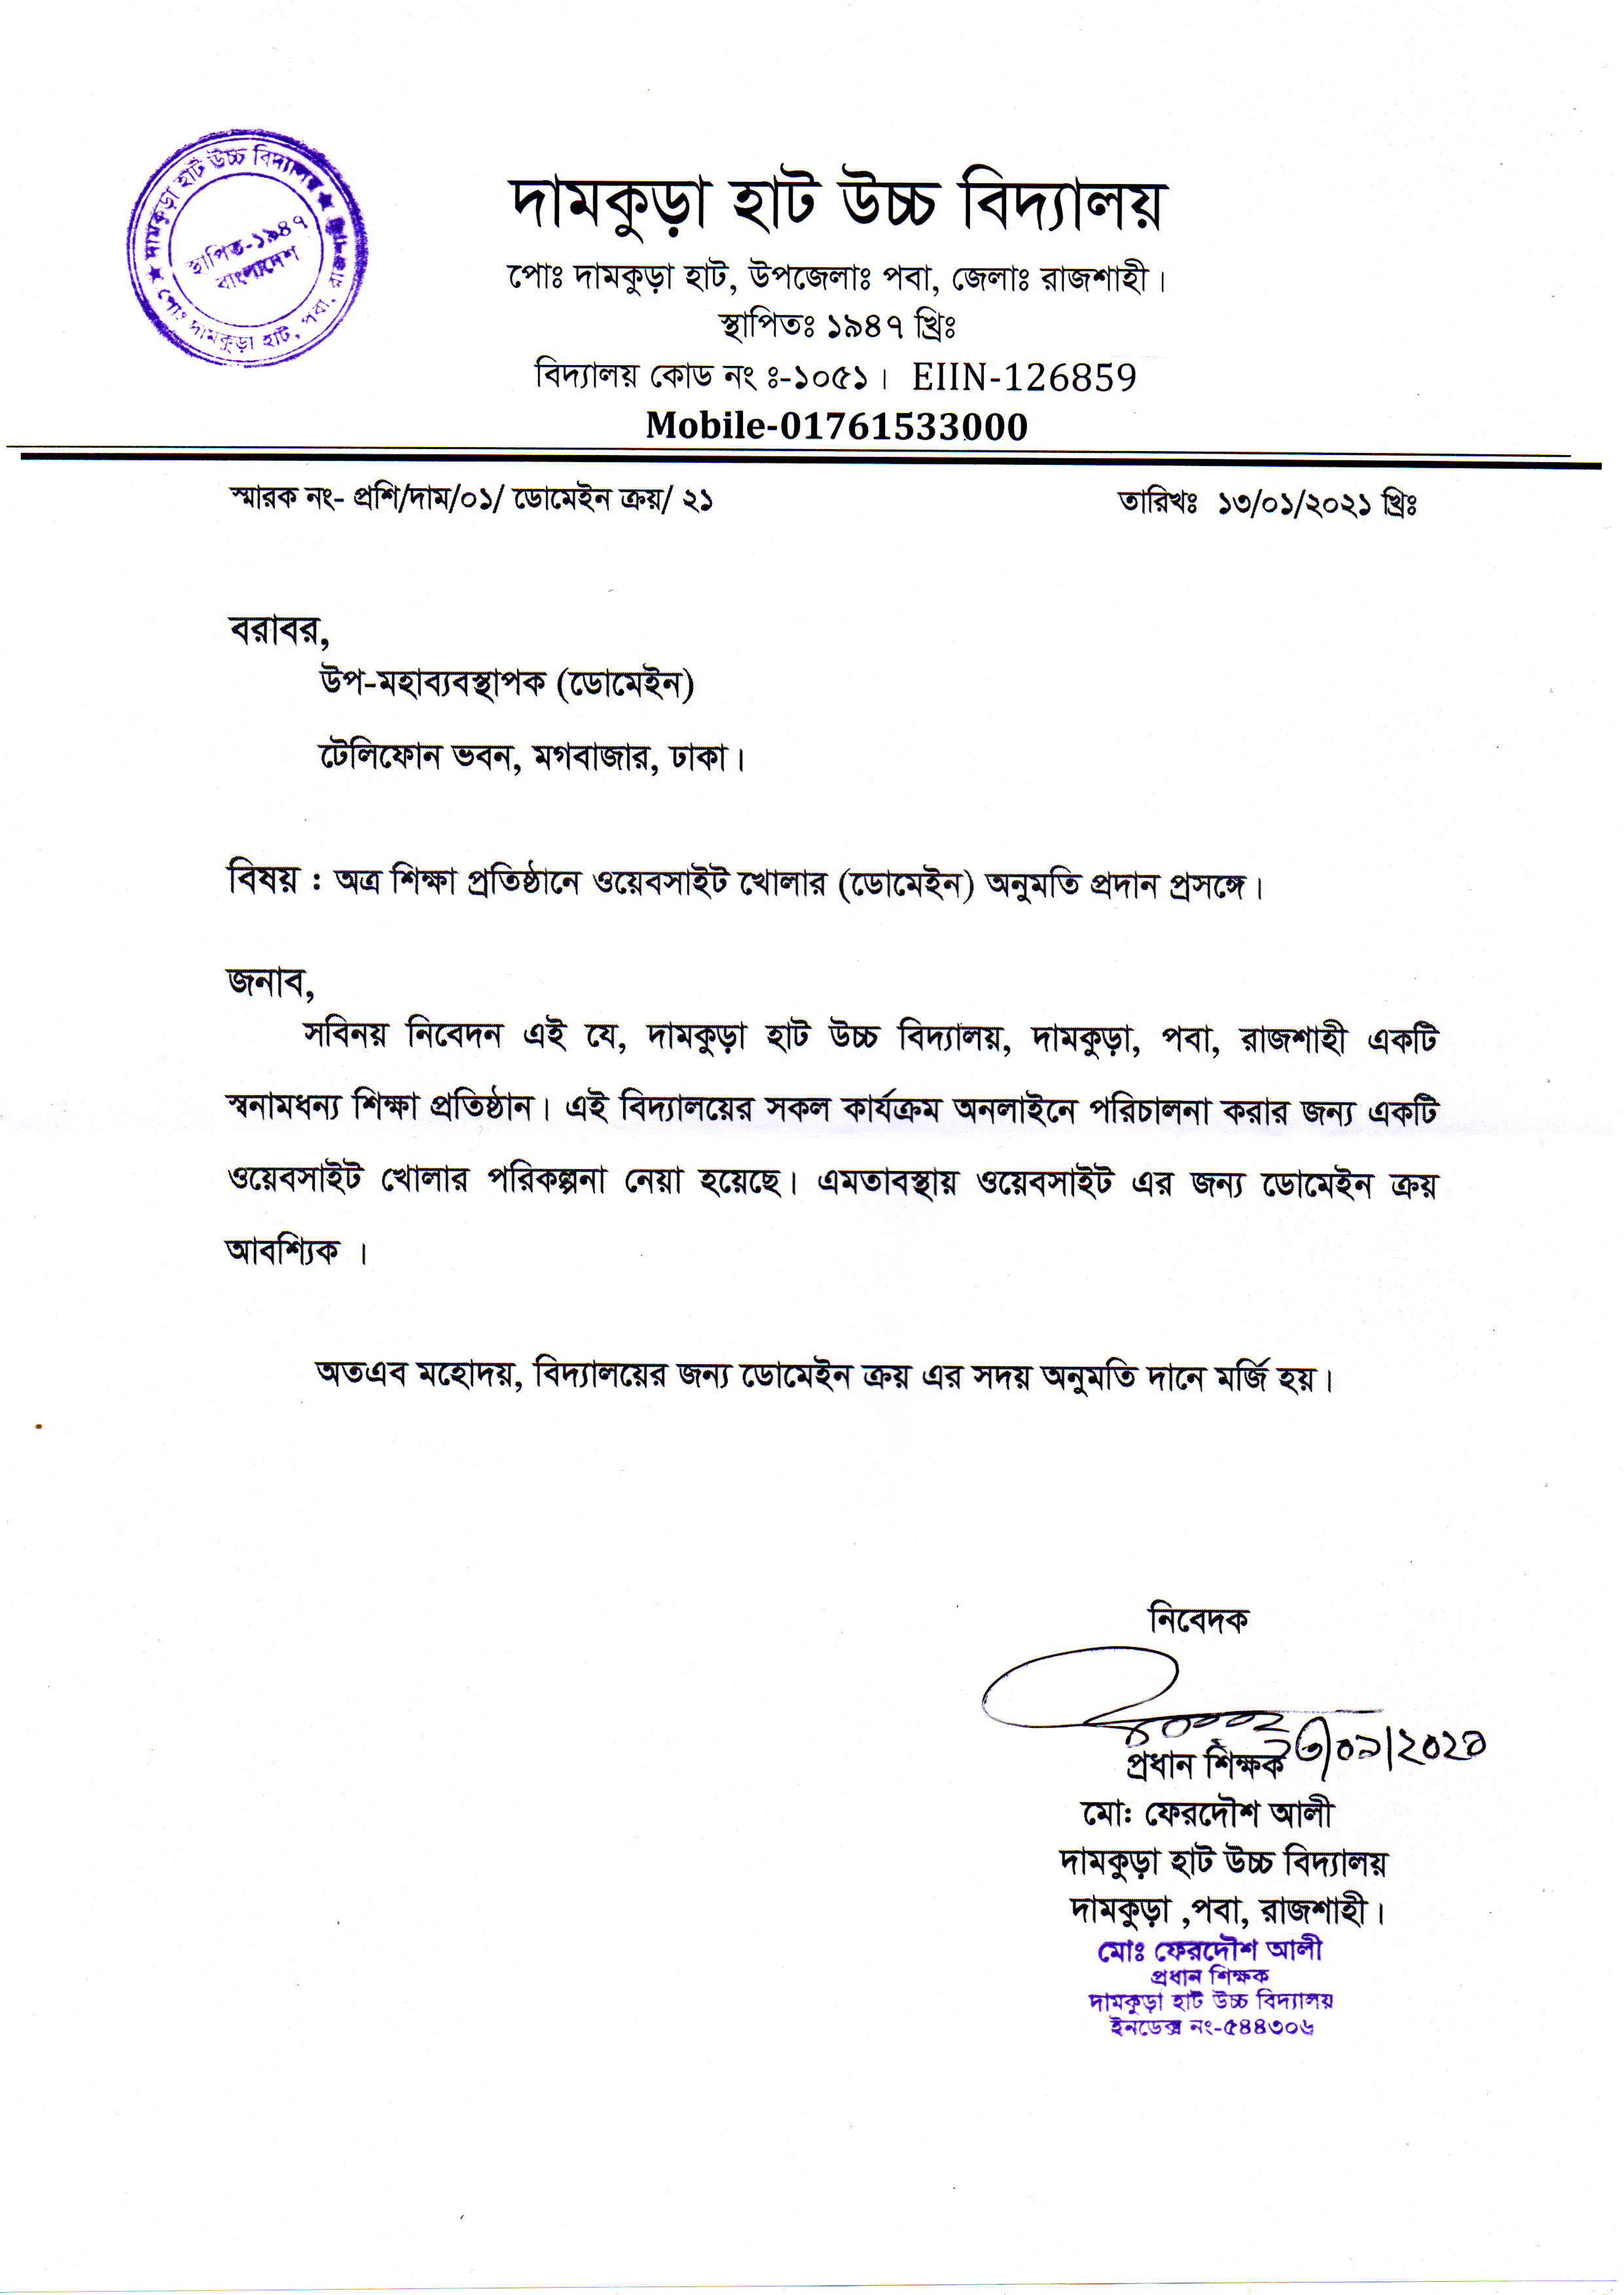 দামকুড়া হাট উচ্চ বিদ্যালয়
পোঃ দামকুড়া হাট, উপজেলাঃ পবা, জেলাঃ রাজশাহী।
স্থাপিতঃ ১৯৪৭ খ্রিঃ
বিদ্যালয় কোড নং ঃ-১০৫১। EIIN-126859
Mobile-01761533000
দামকুড়া হাট উচ্চ বিদ্যালয়
স্থাপিত-১৯৪৭
বাংলাদেশ
পোঃ দামকুড়া হাট, পবা,
স্মারক নং- প্রশি/দাম/০১/ ডোমেইন ক্রয়/ ২১ তারিখঃ ১৩/০১/২০২১ খ্রিঃ
বরাবর,
উপ-মহাব্যবস্থাপক (ডোমেইন)
টেলিফোন ভবন, মগবাজার, ঢাকা।
বিষয় : অত্র শিক্ষা প্রতিষ্ঠানে ওয়েবসাইট খোলার (ডোমেইন) অনুমতি প্রদান প্রসঙ্গে।
জনাব,
সবিনয় নিবেদন এই যে, দামকুড়া হাট উচ্চ বিদ্যালয়, দামকুড়া, পবা, রাজশাহী একটি
স্বনামধন্য শিক্ষা প্রতিষ্ঠান। এই বিদ্যালয়ের সকল কার্যক্রম অনলাইনে পরিচালনা করার জন্য একটি
ওয়েবসাইট খোলার পরিকল্পনা নেয়া হয়েছে। এমতাবস্থায় ওয়েবসাইট এর জন্য ডোমেইন ক্রয়
আবশ্যিক ।
অতএব মহোদয়, বিদ্যালয়ের জন্য ডোমেইন ক্রয় এর সদয় অনুমতি দানে মর্জি হয়।
নিবেদক
১৩/০১/২০২১
প্রধান শিক্ষক
মো: ফেরদৌশ আলী
দামকুড়া হাট উচ্চ বিদ্যালয়
দামকুড়া ,পবা, রাজশাহী।
মোঃ ফেরদৌশ আলী
প্রধান শিক্ষক
দামকুড়া হাট উচ্চ বিদ্যালয়
ইনডেক্স নং-৫৪৪৩০৬